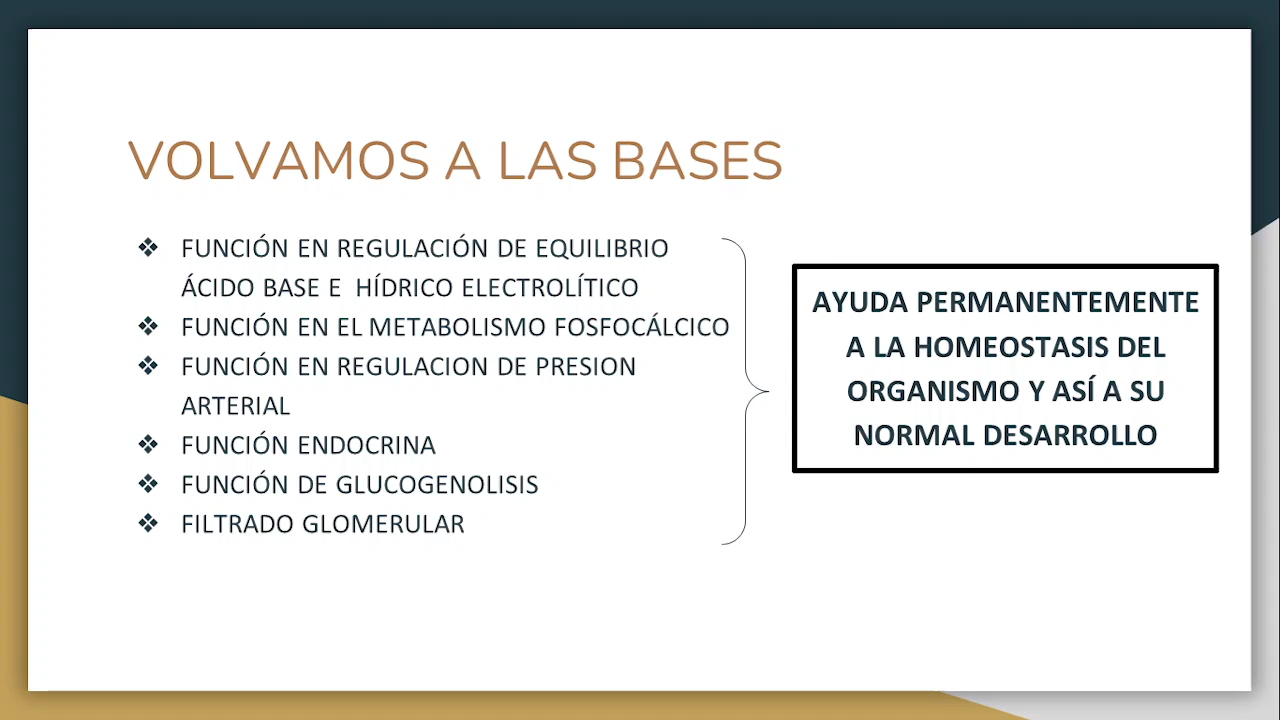 VOLVAMOS A LAS BASES
❖ FUNCIÓN EN REGULACIÓN DE EQUILIBRIO
ÁCIDO BASE E HÍDRICO ELECTROLÍTICO
❖ FUNCIÓN EN EL METABOLISMO FOSFOCÁLCICO
❖ FUNCIÓN EN REGULACION DE PRESION
ARTERIAL
❖ FUNCIÓN ENDOCRINA
❖ FUNCIÓN DE GLUCOGENOLISIS
❖ FILTRADO GLOMERULAR
AYUDA PERMANENTEMENTE
A LA HOMEOSTASIS DEL
ORGANISMO Y ASÍ A SU
NORMAL DESARROLLO